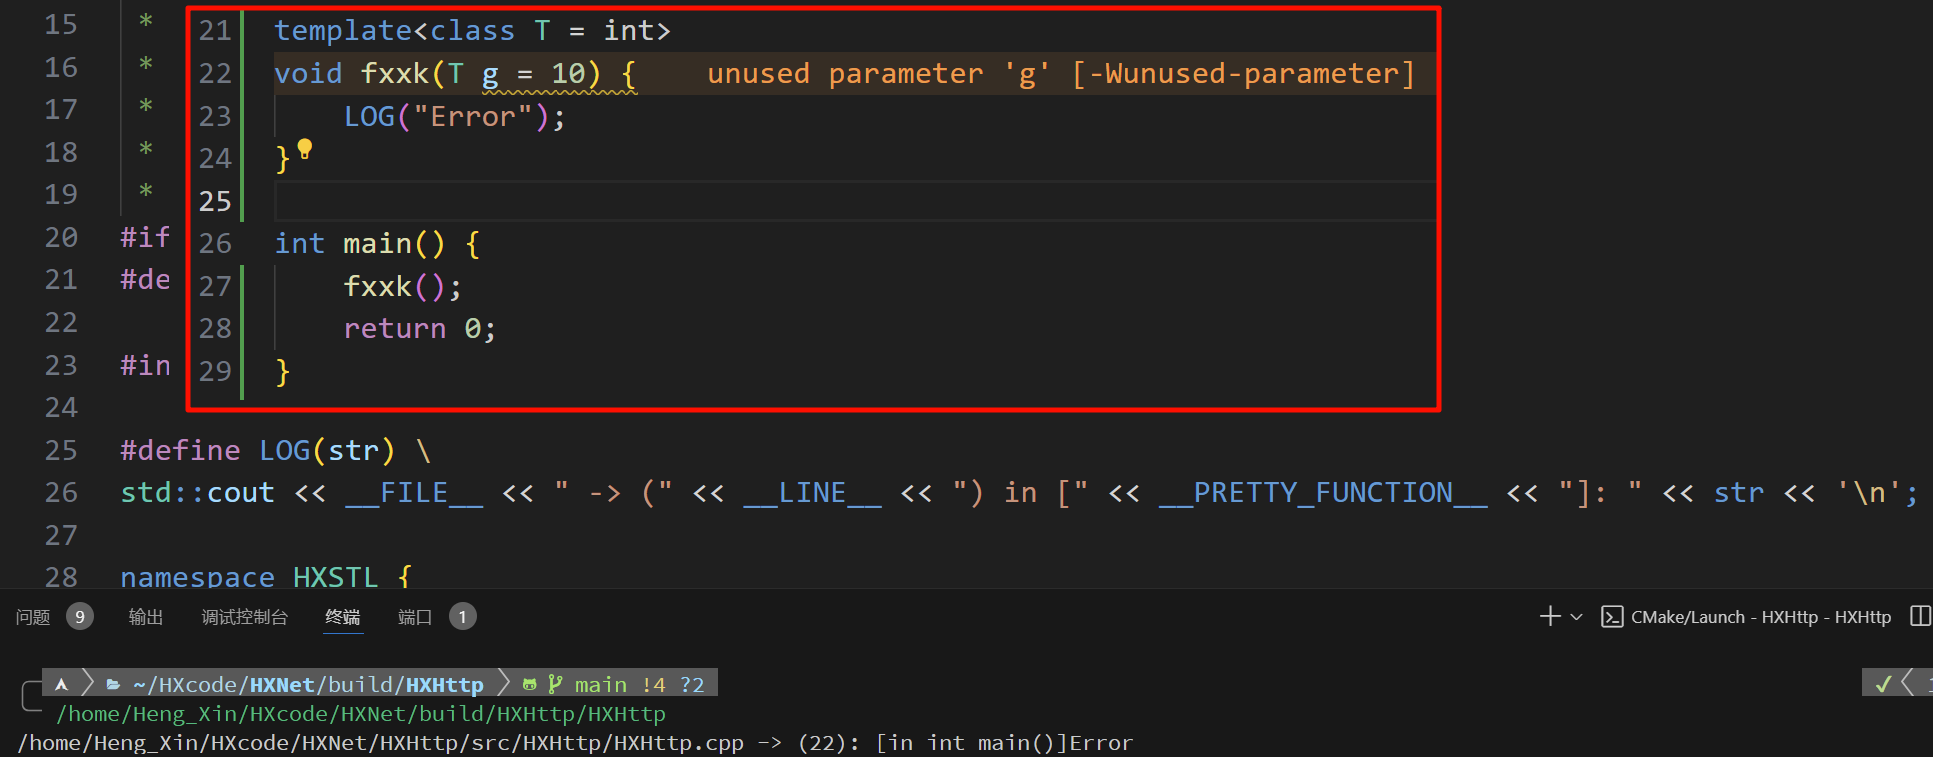 15 *
16 *
17 *
18 *
19 *
20 #if
21 #de
22
23 #in
24
21 template<class T = int>
22 void fxxk(T g = 10) { unused parameter 'g' [-Wunused-parameter]
23 LOG("Error");
24 }
25
26 int main() {
27 fxxk();
28 return 0;
29 }
25 #define LOG(str) \
26 std::cout << __FILE__ << " -> (" << __LINE__ << ") in [" << __PRETTY_FUNCTION__ << "]: " << str << '\n';
27
28 namespace HXSTL {
问题 9 输出 调试控制台 终端 端口 1 CMake/Launch - HXHttp - HXHttp
~/HXcode/HXNet/build/HXHttp main !4 ?2 ✓
/home/Heng_Xin/HXcode/HXNet/build/HXHttp/HXHttp
/home/Heng_Xin/HXcode/HXNet/HXHttp/src/HXHttp/HXHttp.cpp -> (22): [in int main()]Error